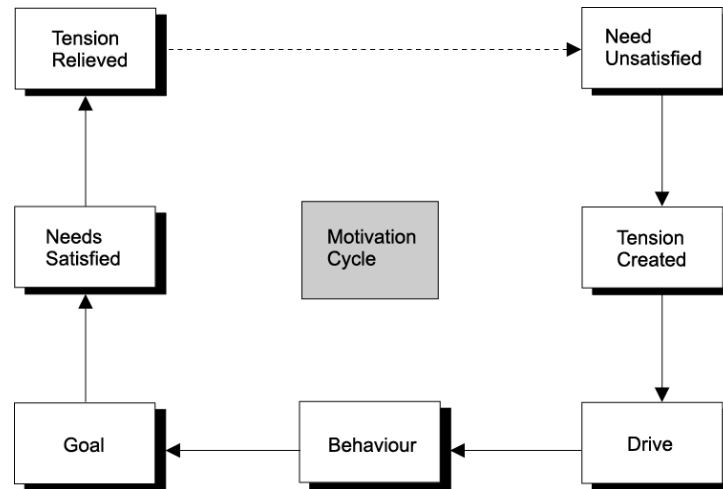 Tension
Relieved
Need
Unsatisfied
Needs
Satisfied
Motivation
Cycle
Tension
Created
Goal
Behaviour
Drive